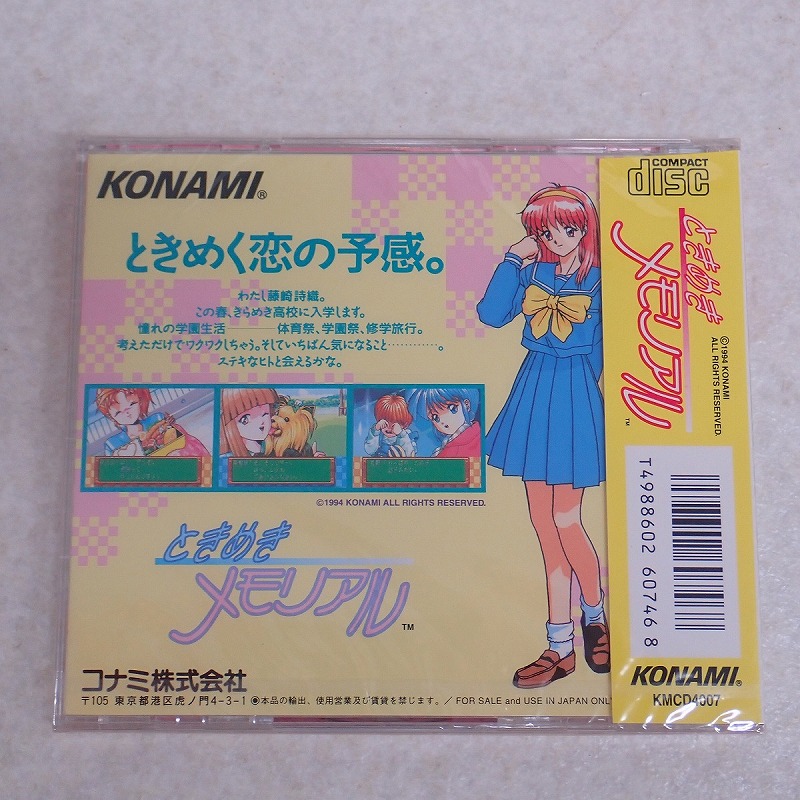 KONAMI®
ときめく恋の予感。
わたし藤崎詩織。
この春、きらめき高校に入学します。
憧れの学園生活――――体育祭、学園祭、修学旅行。
考えただけでワクワクしちゃう。そしていちばん気になること…………。
ステキなヒトと会えるかな。
©1994 KONAMI ALL RIGHTS RESERVED.
ときめき
メモリアル™
コナミ株式会社
〒105 東京都港区虎ノ門4-3-1 ●本品の輸出、使用営業及び賃貸を禁じます。/ FOR SALE and USE IN JAPAN ONL
COMPACT
disc
ときめき
メモリアル™
©1994 KONAMI
ALL RIGHTS RESERVED.
T4988602 607468
KONAMI®
KMCD4007